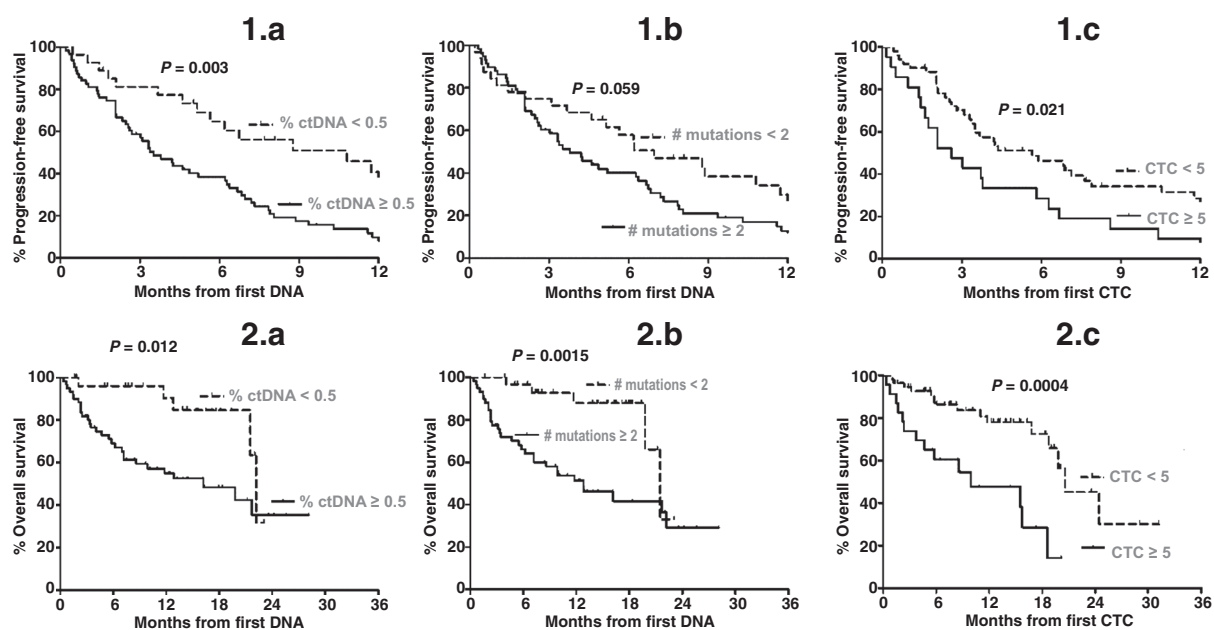 1.a
% Progression-free survival
100
80
60
40
20
0
P = 0.003
% ctDNA < 0.5
% ctDNA ≥ 0.5
0 3 6 9 12
Months from first DNA
1.b
% Progression-free survival
100
80
60
40
20
0
P = 0.059
# mutations < 2
# mutations ≥ 2
0 3 6 9 12
Months from first DNA
1.c
% Progression-free survival
100
80
60
40
20
0
P = 0.021
CTC < 5
CTC ≥ 5
0 3 6 9 12
Months from first CTC
2.a
% Overall survival
100
80
60
40
20
0
P = 0.012
% ctDNA < 0.5
% ctDNA ≥ 0.5
0 6 12 18 24 30 36
Months from first DNA
2.b
% Overall survival
100
80
60
40
20
0
P = 0.0015
# mutations < 2
# mutations ≥ 2
0 6 12 18 24 30 36
Months from first DNA
2.c
% Overall survival
100
80
60
40
20
0
P = 0.0004
CTC < 5
CTC ≥ 5
0 6 12 18 24 30 36
Months from first CTC